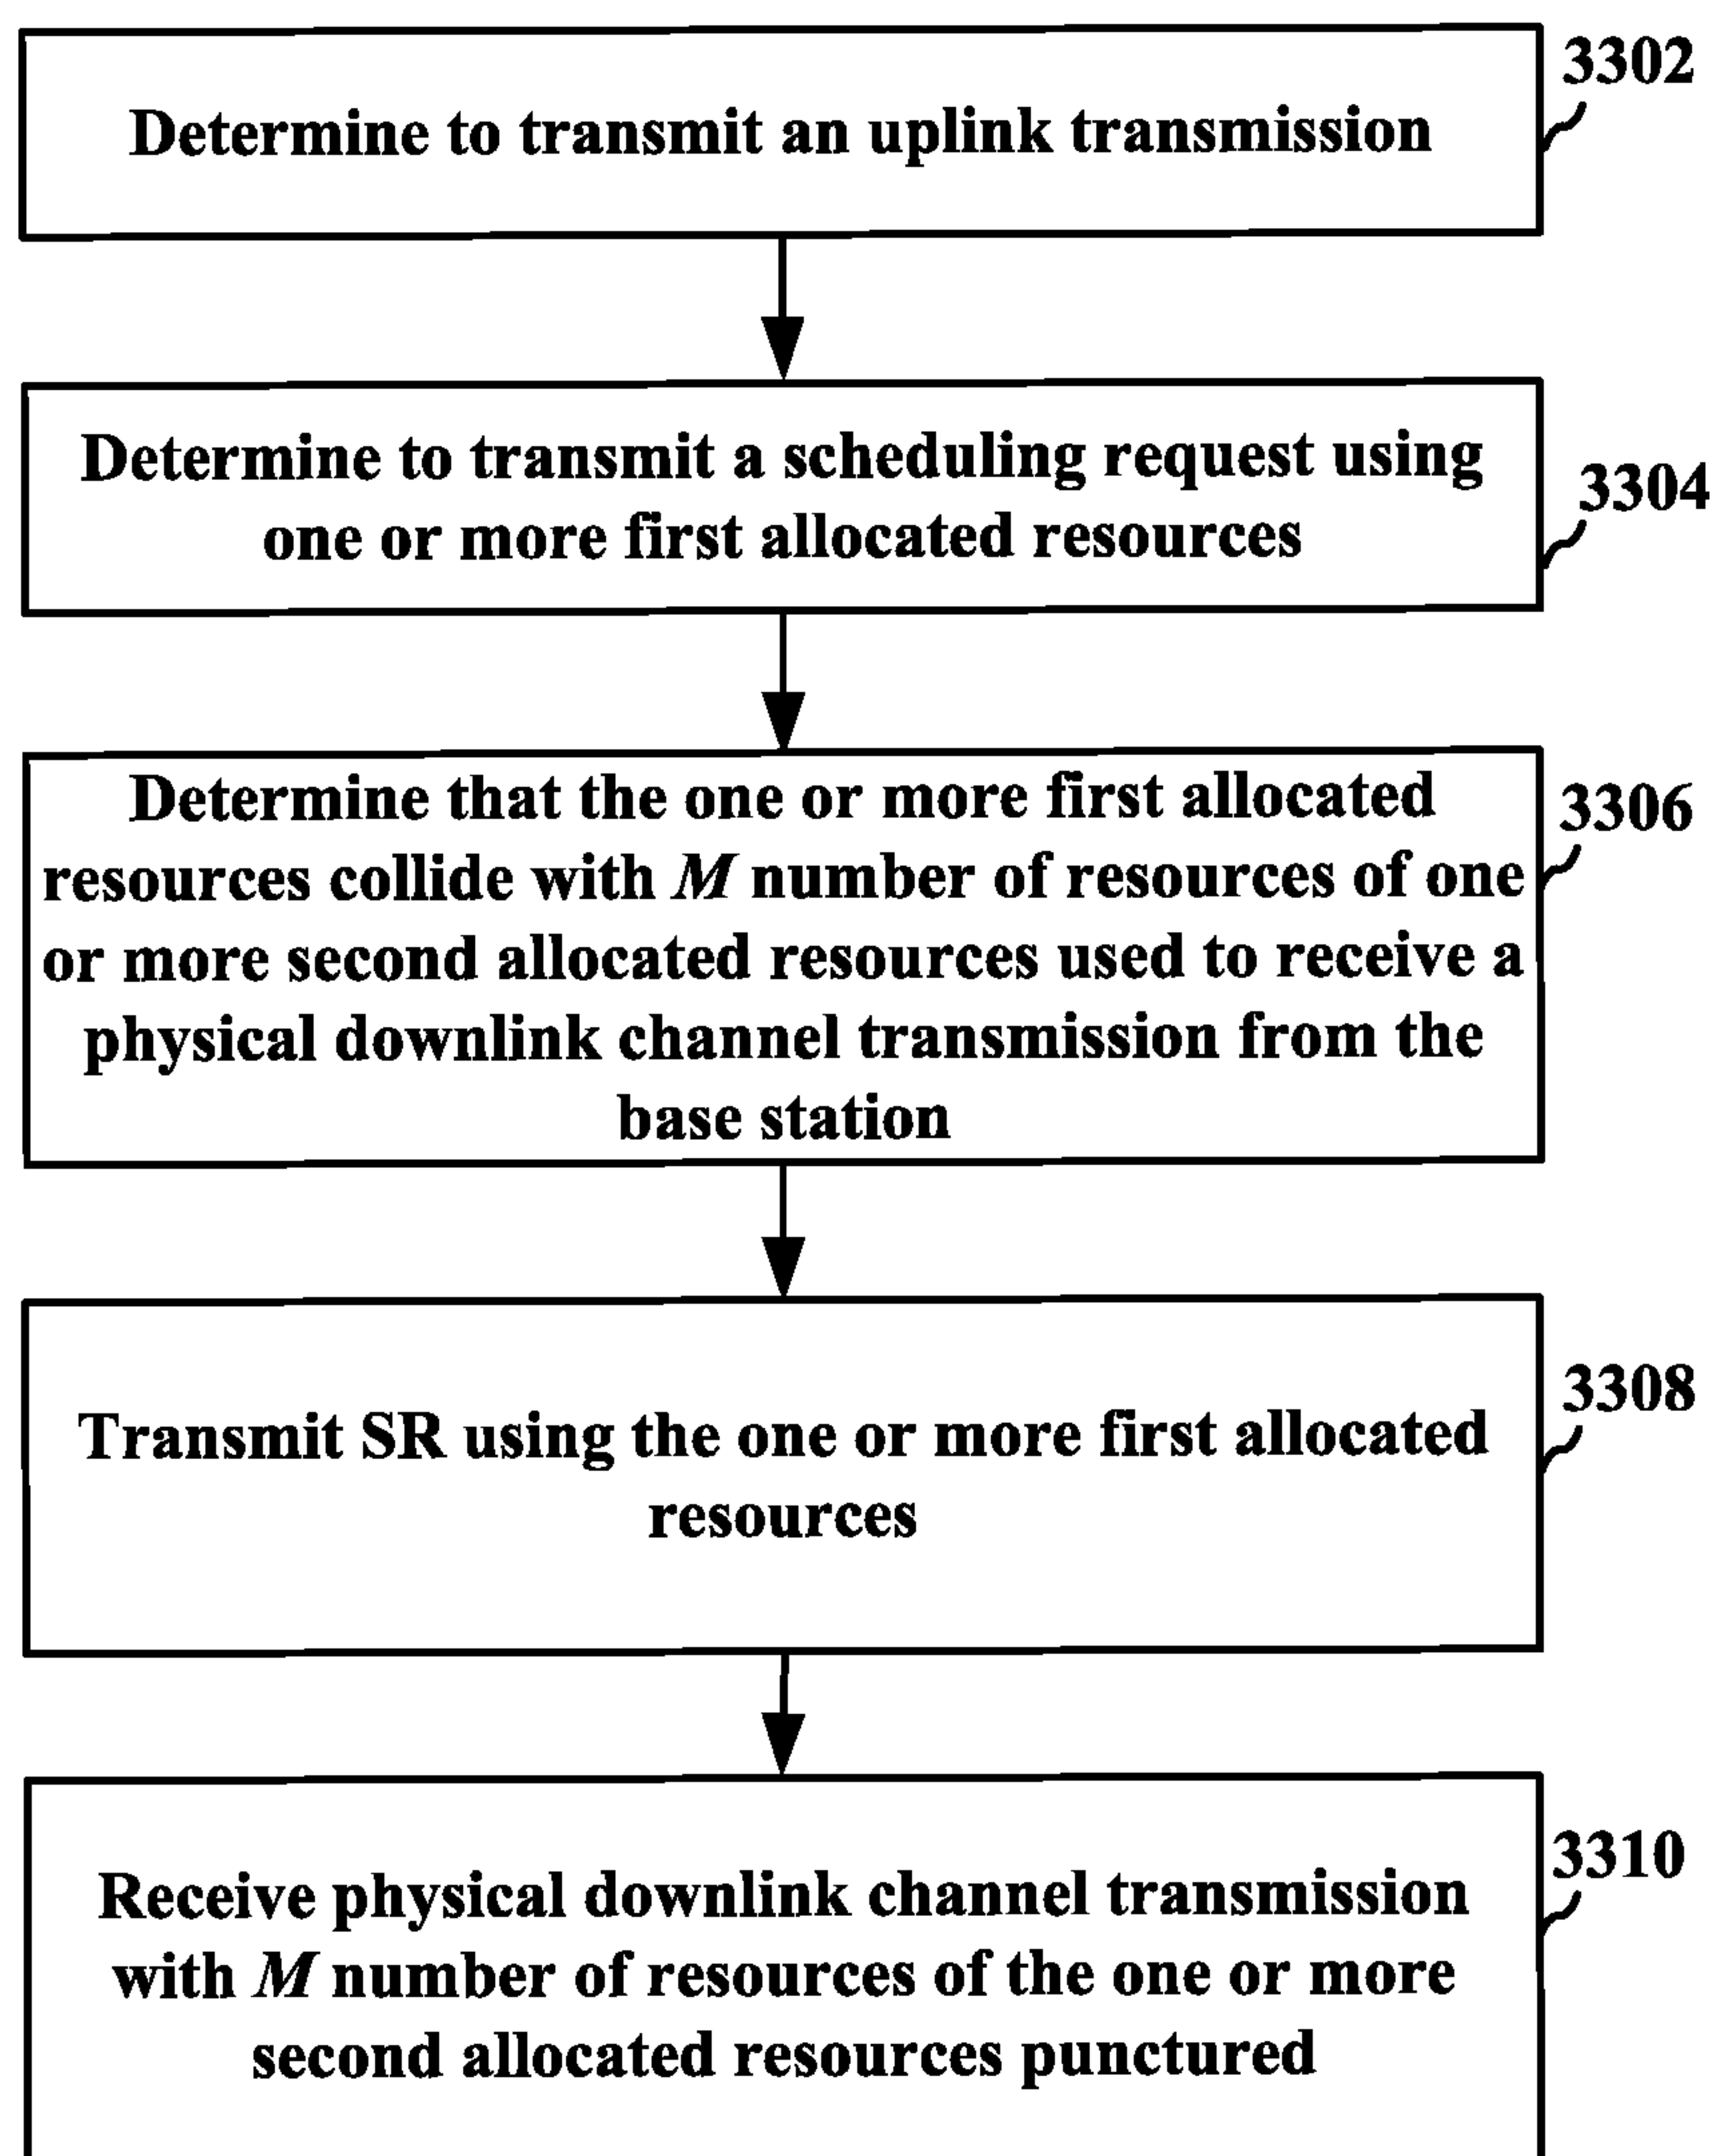 3302
Determine to transmit an uplink transmission
Determine to transmit a scheduling request using
3304
one or more first allocated resources
Determine that the one or more first allocated
3306
resources collide with M number of resources of one
or more second allocated resources used to receive a
physical downlink channel transmission from the
base station
3308
Transmit SR using the one or more first allocated
resources
3310
Receive physical downlink channel transmission
with M number of resources of the one or more
second allocated resources punctured